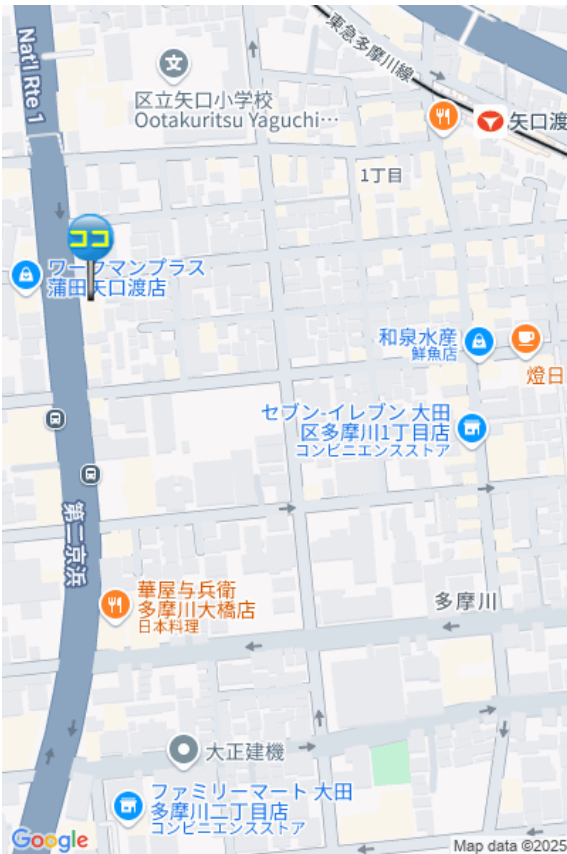 東急多摩川線
Nat'l Rte 1
区立矢口小学校
Ootakuritsu Yaguchi…
矢口渡
1丁目
ココ
ワークマンプラス
蒲田矢口渡店
和泉水産
鮮魚店
燈日
セブン-イレブン 大田
区多摩川1丁目店
コンビニエンスストア
第二京浜
華屋与兵衛
多摩川大橋店
日本料理
多摩川
大正建機
ファミリーマート 大田
多摩川二丁目店
コンビニエンスストア
Google
Map data ©2025